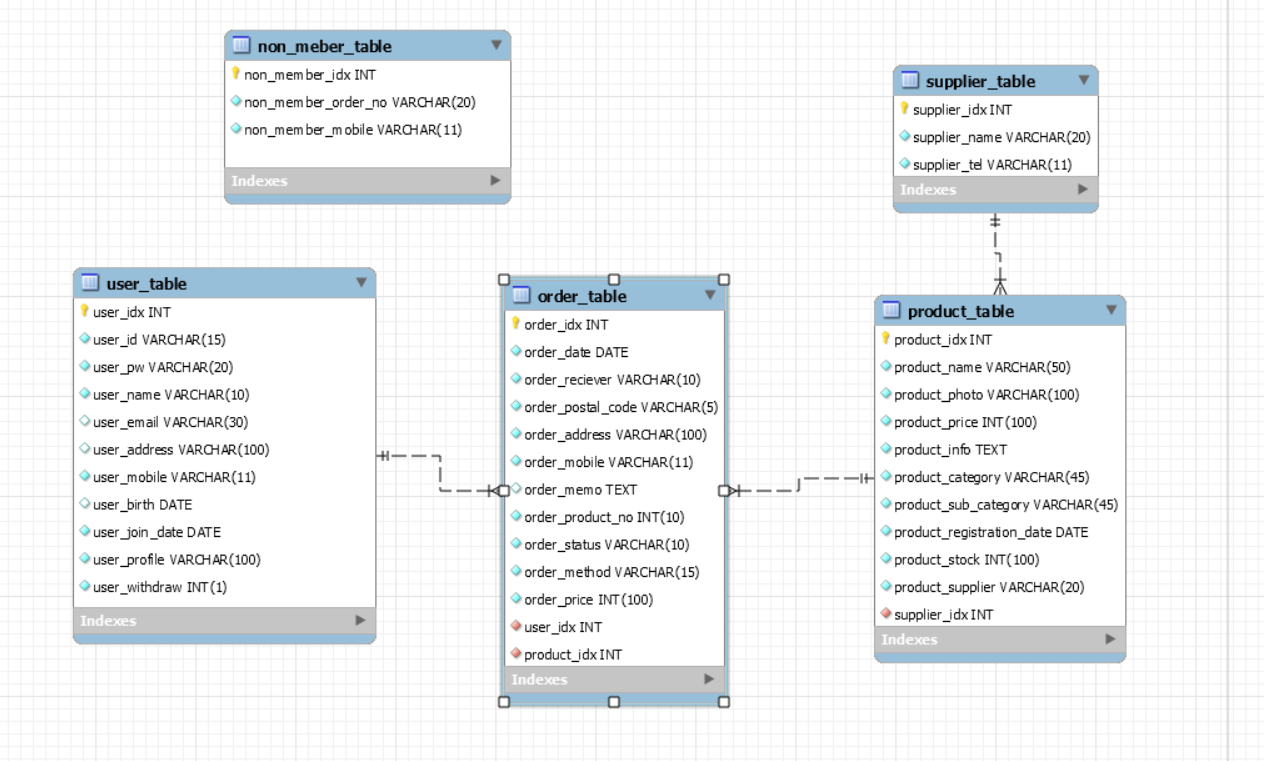 non_meber_table
non_member_idx INT
non_member_order_no VARCHAR(20)
non_member_mobile VARCHAR(11)
Indexes
supplier_table
supplier_idx INT
supplier_name VARCHAR(20)
supplier_tel VARCHAR(11)
Indexes
user_table
user_idx INT
user_id VARCHAR(15)
user_pw VARCHAR(20)
user_name VARCHAR(10)
user_email VARCHAR(30)
user_address VARCHAR(100)
user_mobile VARCHAR(11)
user_birth DATE
user_join_date DATE
user_profile VARCHAR(100)
user_withdraw INT(1)
Indexes
order_table
order_idx INT
order_date DATE
order_reciever VARCHAR(10)
order_postal_code VARCHAR(5)
order_address VARCHAR(100)
order_mobile VARCHAR(11)
order_memo TEXT
order_product_no INT(10)
order_status VARCHAR(10)
order_method VARCHAR(15)
order_price INT(100)
user_idx INT
product_idx INT
Indexes
product_table
product_idx INT
product_name VARCHAR(50)
product_photo VARCHAR(100)
product_price INT(100)
product_info TEXT
product_category VARCHAR(45)
product_sub_category VARCHAR(45)
product_registration_date DATE
product_stock INT(100)
product_supplier VARCHAR(20)
supplier_idx INT
Indexes